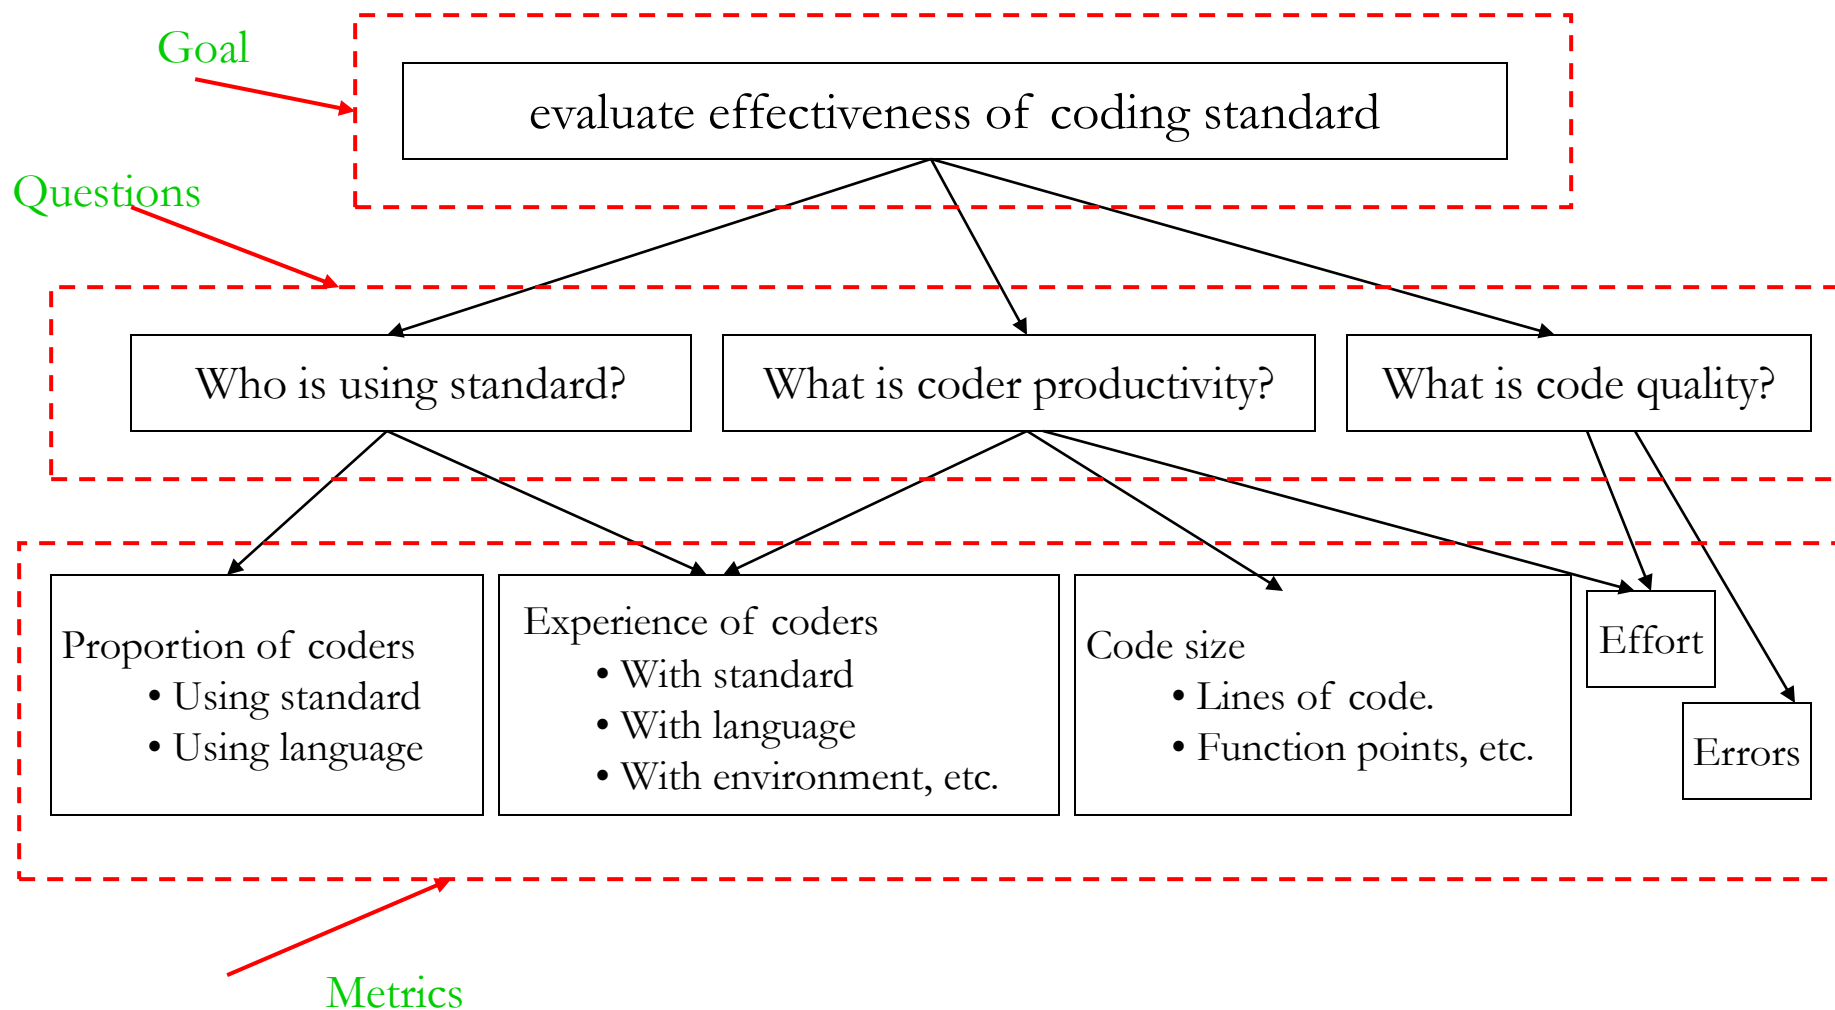 Goal
evaluate effectiveness of coding standard
Questions
Who is using standard?
What is coder productivity?
What is code quality?
Proportion of coders
• Using standard
• Using language
Experience of coders
• With standard
• With language
• With environment, etc.
Code size
• Lines of code.
• Function points, etc.
Effort
Errors
Metrics